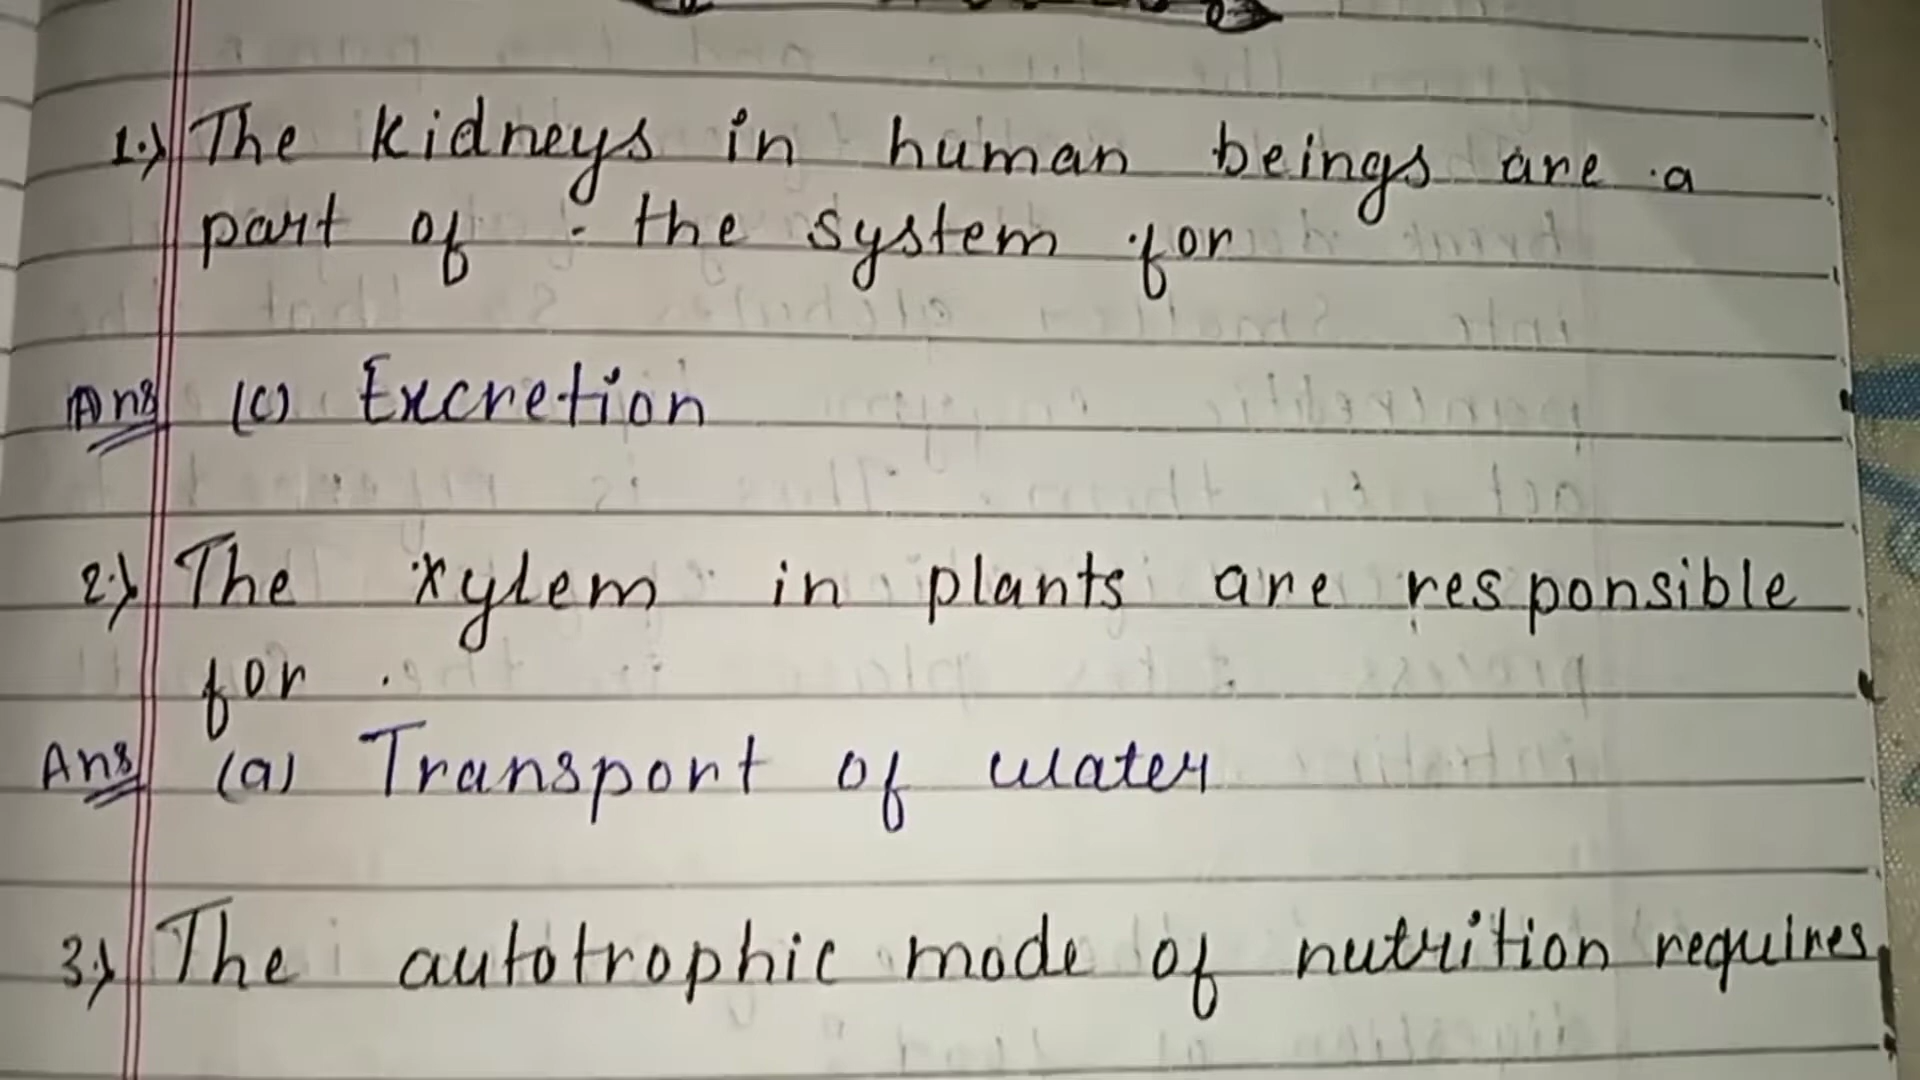 1.) The kidneys in human beings are a
part of the system for
Ans (c) Excretion
2.) The xylem in plants are responsible
for .
Ans (a) Transport of water
3.) The autotrophic mode of nutrition requires